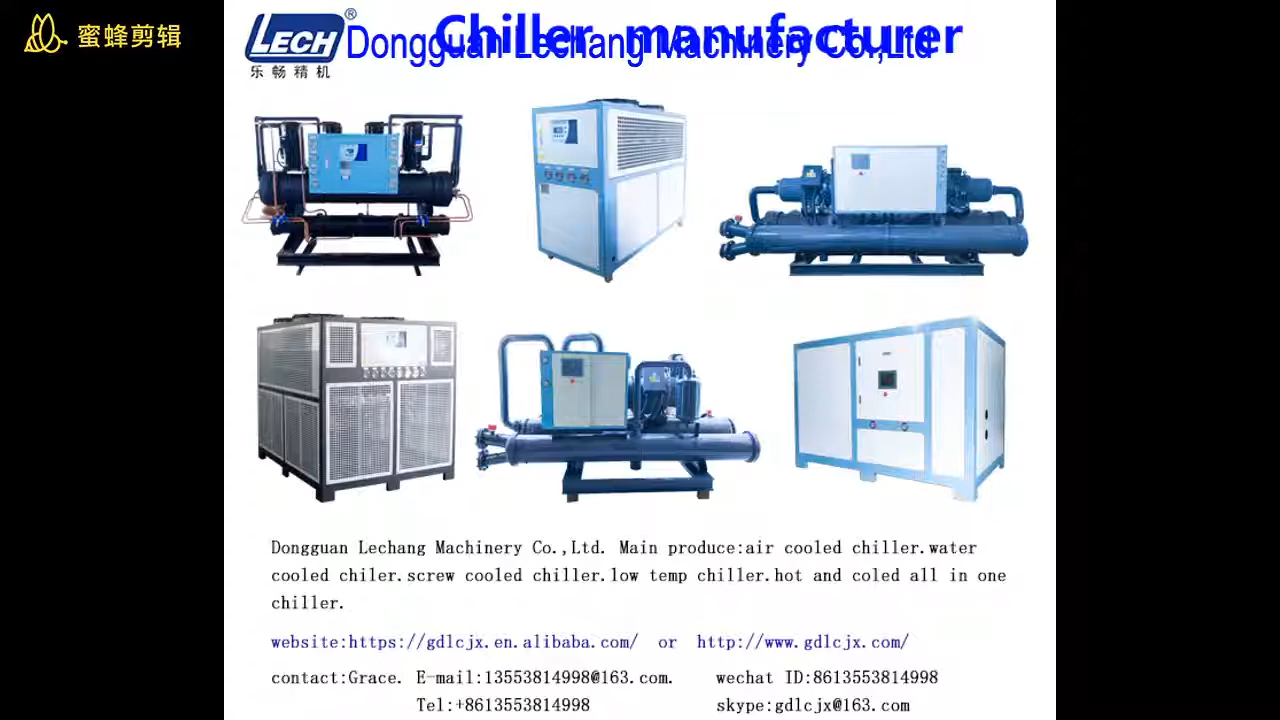 蜜蜂剪辑
LECH®
乐畅精机
Chiller manufacturer
Dongguan Lechang Machinery Co.,Ltd
Dongguan Lechang Machinery Co.,Ltd. Main produce:air cooled chiller.water
cooled chiler.screw cooled chiller.low temp chiller.hot and coled all in one
chiller.
website:https://gdlcjx.en.alibaba.com/ or http://www.gdlcjx.com/
contact:Grace. E-mail:13553814998@163.com. wechat ID:8613553814998
Tel:+8613553814998 skype:gdlcjx@163.com